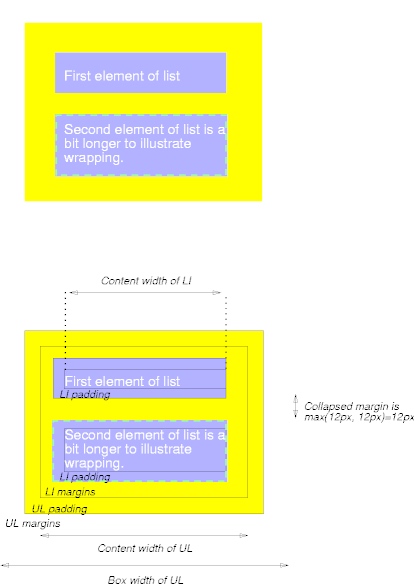 First element of list
Second element of list is a
bit longer to illustrate
wrapping.
Content width of LI
First element of list
LI padding
Collapsed margin is
max(12px, 12px)=12px
Second element of list is a
bit longer to illustrate
wrapping.
LI padding
LI margins
UL padding
UL margins
Content width of UL
Box width of UL